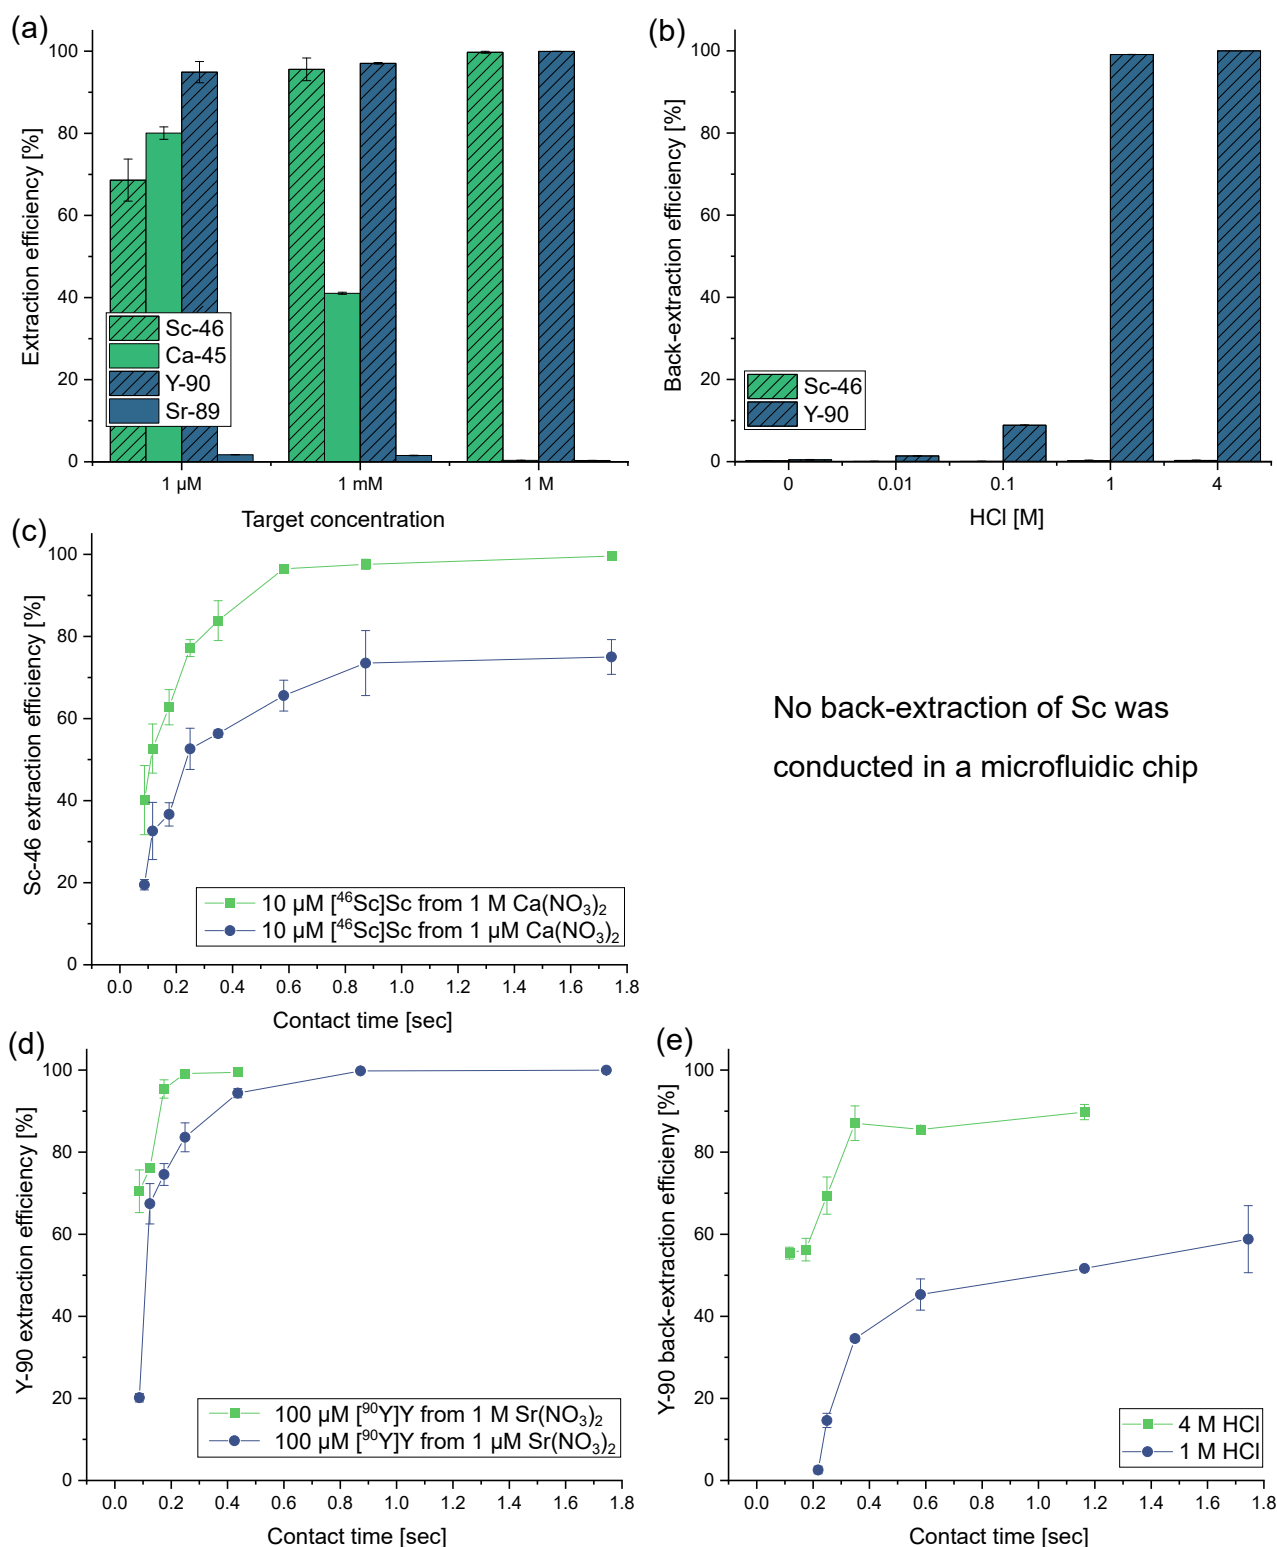 (a)
Extraction efficiency [%]
100
80
60
40
20
0
Sc-46
Ca-45
Y-90
Sr-89
1 µM
1 mM
1 M
Target concentration
(b)
Back-extraction efficiency [%]
100
80
60
40
20
0
Sc-46
Y-90
0
0.01
0.1
1
4
HCl [M]
(c)
Sc-46 extraction efficiency [%]
100
80
60
40
20
0
10 µM [⁴⁶Sc]Sc from 1 M Ca(NO₃)₂
10 µM [⁴⁶Sc]Sc from 1 µM Ca(NO₃)₂
0.0 0.2 0.4 0.6 0.8 1.0 1.2 1.4 1.6 1.8
Contact time [sec]
No back-extraction of Sc was
conducted in a microfluidic chip
(d)
Y-90 extraction efficiency [%]
100
80
60
40
20
0
100 µM [⁹⁰Y]Y from 1 M Sr(NO₃)₂
100 µM [⁹⁰Y]Y from 1 µM Sr(NO₃)₂
0.0 0.2 0.4 0.6 0.8 1.0 1.2 1.4 1.6 1.8
Contact time [sec]
(e)
Y-90 back-extraction efficieny [%]
100
80
60
40
20
0
4 M HCl
1 M HCl
0.0 0.2 0.4 0.6 0.8 1.0 1.2 1.4 1.6 1.8
Contact time [sec]